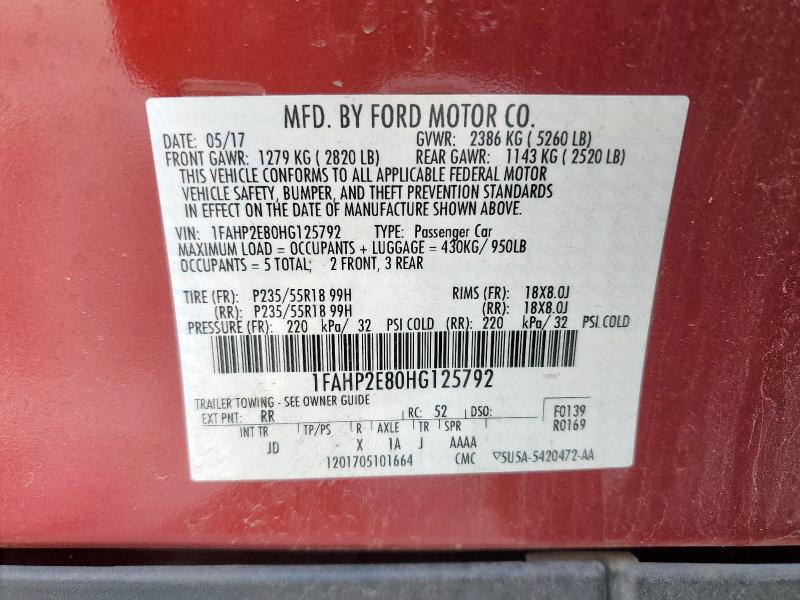 MFD. BY FORD MOTOR CO.
DATE: 05/17 GVWR: 2386 KG ( 5260 LB)
FRONT GAWR: 1279 KG ( 2820 LB) REAR GAWR: 1143 KG ( 2520 LB)
THIS VEHICLE CONFORMS TO ALL APPLICABLE FEDERAL MOTOR
VEHICLE SAFETY, BUMPER, AND THEFT PREVENTION STANDARDS
IN EFFECT ON THE DATE OF MANUFACTURE SHOWN ABOVE.
VIN: 1FAHP2E80HG125792 TYPE: Passenger Car
MAXIMUM LOAD = OCCUPANTS + LUGGAGE = 430KG/ 950LB
OCCUPANTS = 5 TOTAL; 2 FRONT, 3 REAR
TIRE (FR): P235/55R18 99H RIMS (FR): 18X8.0J
(RR): P235/55R18 99H (RR): 18X8.0J
PRESSURE (FR): 220 kPa/ 32 PSI COLD (RR): 220 kPa/ 32 PSI COLD
1FAHP2E80HG125792
TRAILER TOWING - SEE OWNER GUIDE
EXT PNT: RR RC: 52 DSO: F0139
R0169
INT TR TP/PS R AXLE TR SPR
JD X 1A J AAAA
1201705101664 CMC 5U5A-5420472-AA